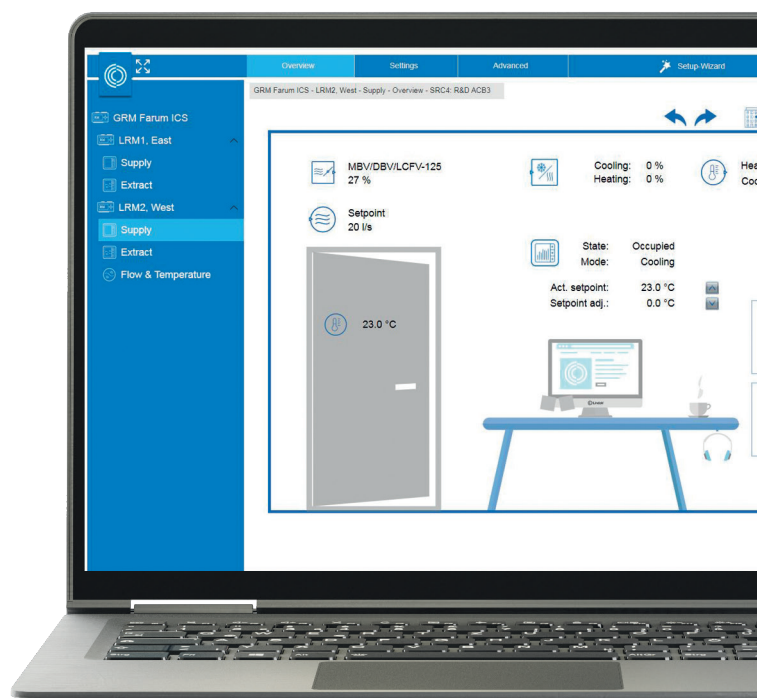 Overview Settings Advanced Setup-Wizard
GRM Farum ICS - LRM2, West - Supply - Overview - SRC4: R&D ACB3
GRM Farum ICS
LRM1, East
Supply
Extract
LRM2, West
Supply
Extract
Flow & Temperature
MBV/DBV/LCFV-125
27 %
Setpoint
20 l/s
23.0 °C
Cooling: 0 %
Heating: 0 %
State: Occupied
Mode: Cooling
Act. setpoint: 23.0 °C
Setpoint adj.: 0.0 °C